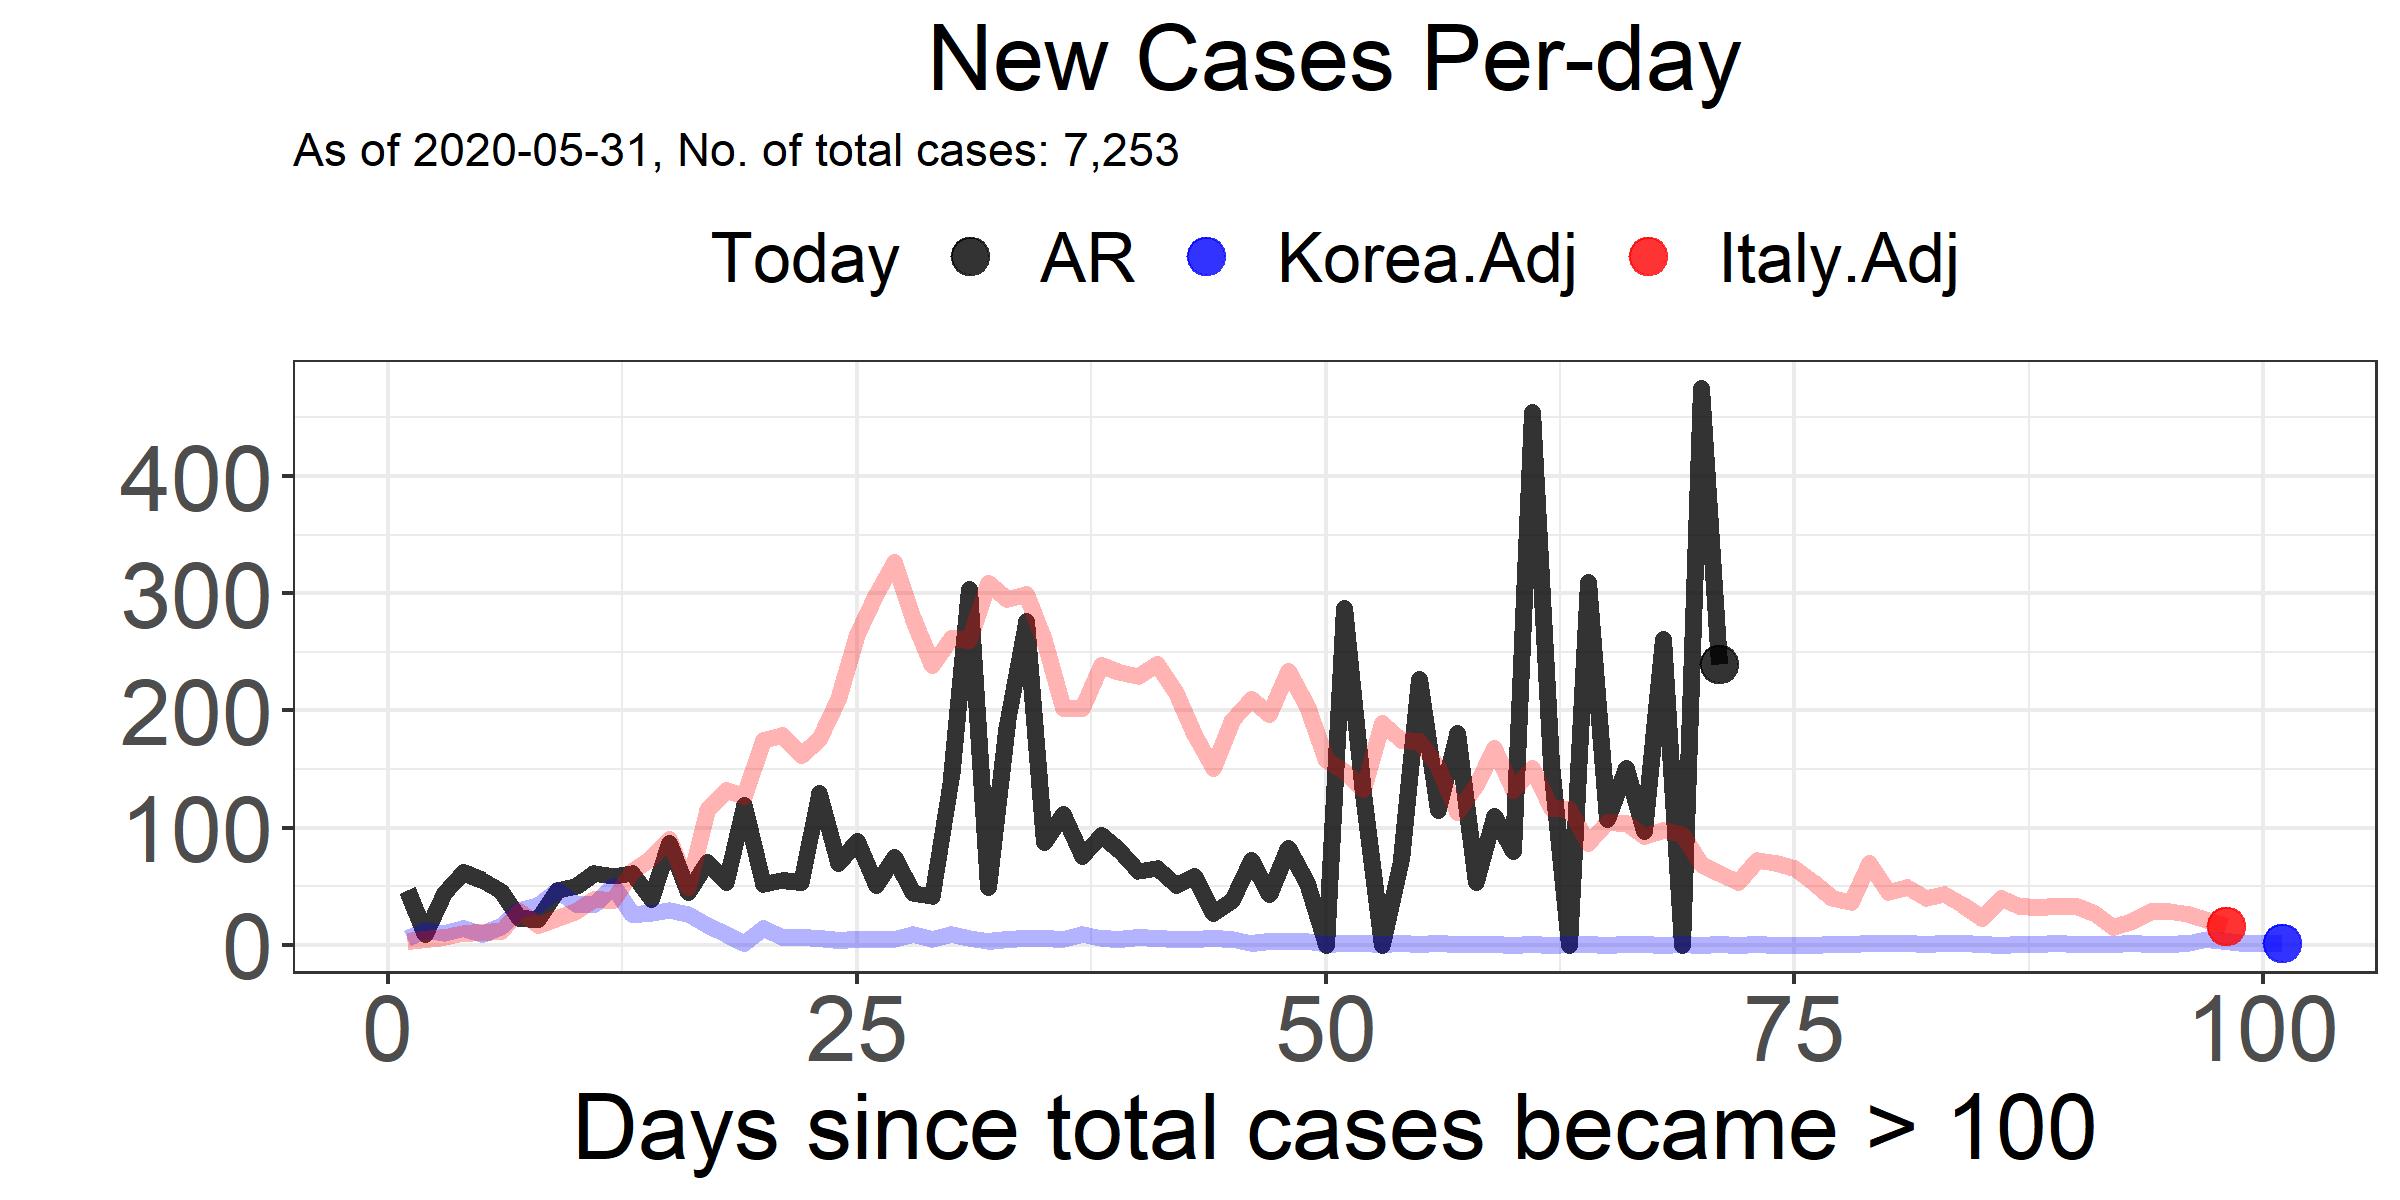 New Cases Per-day
As of 2020-05-31, No. of total cases: 7,253
Today AR Korea.Adj Italy.Adj
400
300
200
100
0
0 25 50 75 100
Days since total cases became > 100